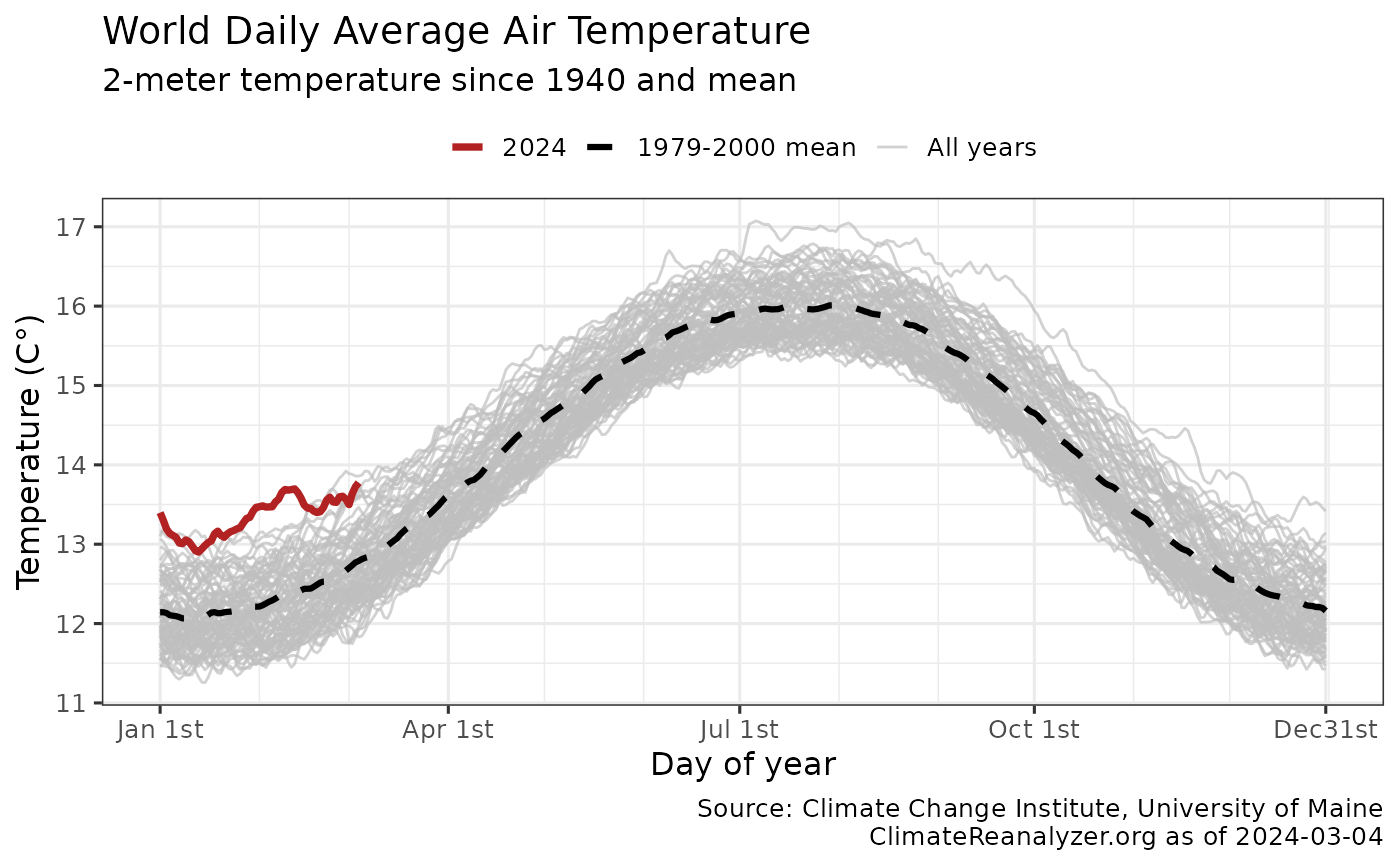 World Daily Average Air Temperature
2-meter temperature since 1940 and mean
2024 1979-2000 mean All years
Temperature (C°)
17
16
15
14
13
12
11
Jan 1st Apr 1st Jul 1st Oct 1st Dec31st
Day of year
Source: Climate Change Institute, University of Maine
ClimateReanalyzer.org as of 2024-03-04